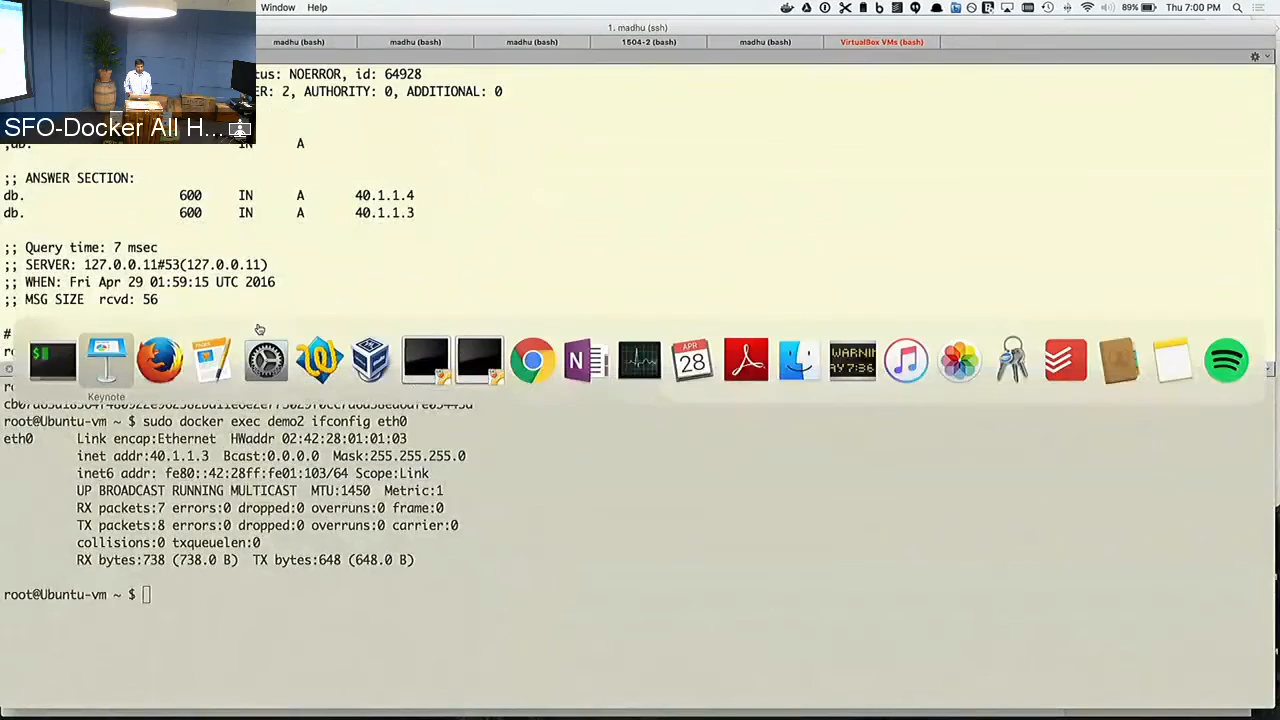 Window Help
89% Thu 7:00 PM
1. madhu (ssh)
madhu (bash) madhu (bash) madhu (bash) 1504-2 (bash) madhu (bash) VirtualBox VMs (bash)
tus: NOERROR, id: 64928
ER: 2, AUTHORITY: 0, ADDITIONAL: 0
SFO-Docker All H...
;db. IN A
;; ANSWER SECTION:
db. 600 IN A 40.1.1.4
db. 600 IN A 40.1.1.3
;; Query time: 7 msec
;; SERVER: 127.0.0.11#53(127.0.0.11)
;; WHEN: Fri Apr 29 01:59:15 UTC 2016
;; MSG SIZE rcvd: 56
#
$
APR
28
WARNIN
AY 7:36
Keynote
root@Ubuntu-vm ~ $ sudo docker exec demo2 ifconfig eth0
eth0 Link encap:Ethernet HWaddr 02:42:28:01:01:03
inet addr:40.1.1.3 Bcast:0.0.0.0 Mask:255.255.255.0
inet6 addr: fe80::42:28ff:fe01:103/64 Scope:Link
UP BROADCAST RUNNING MULTICAST MTU:1450 Metric:1
RX packets:7 errors:0 dropped:0 overruns:0 frame:0
TX packets:8 errors:0 dropped:0 overruns:0 carrier:0
collisions:0 txqueuelen:0
RX bytes:738 (738.0 B) TX bytes:648 (648.0 B)
root@Ubuntu-vm ~ $